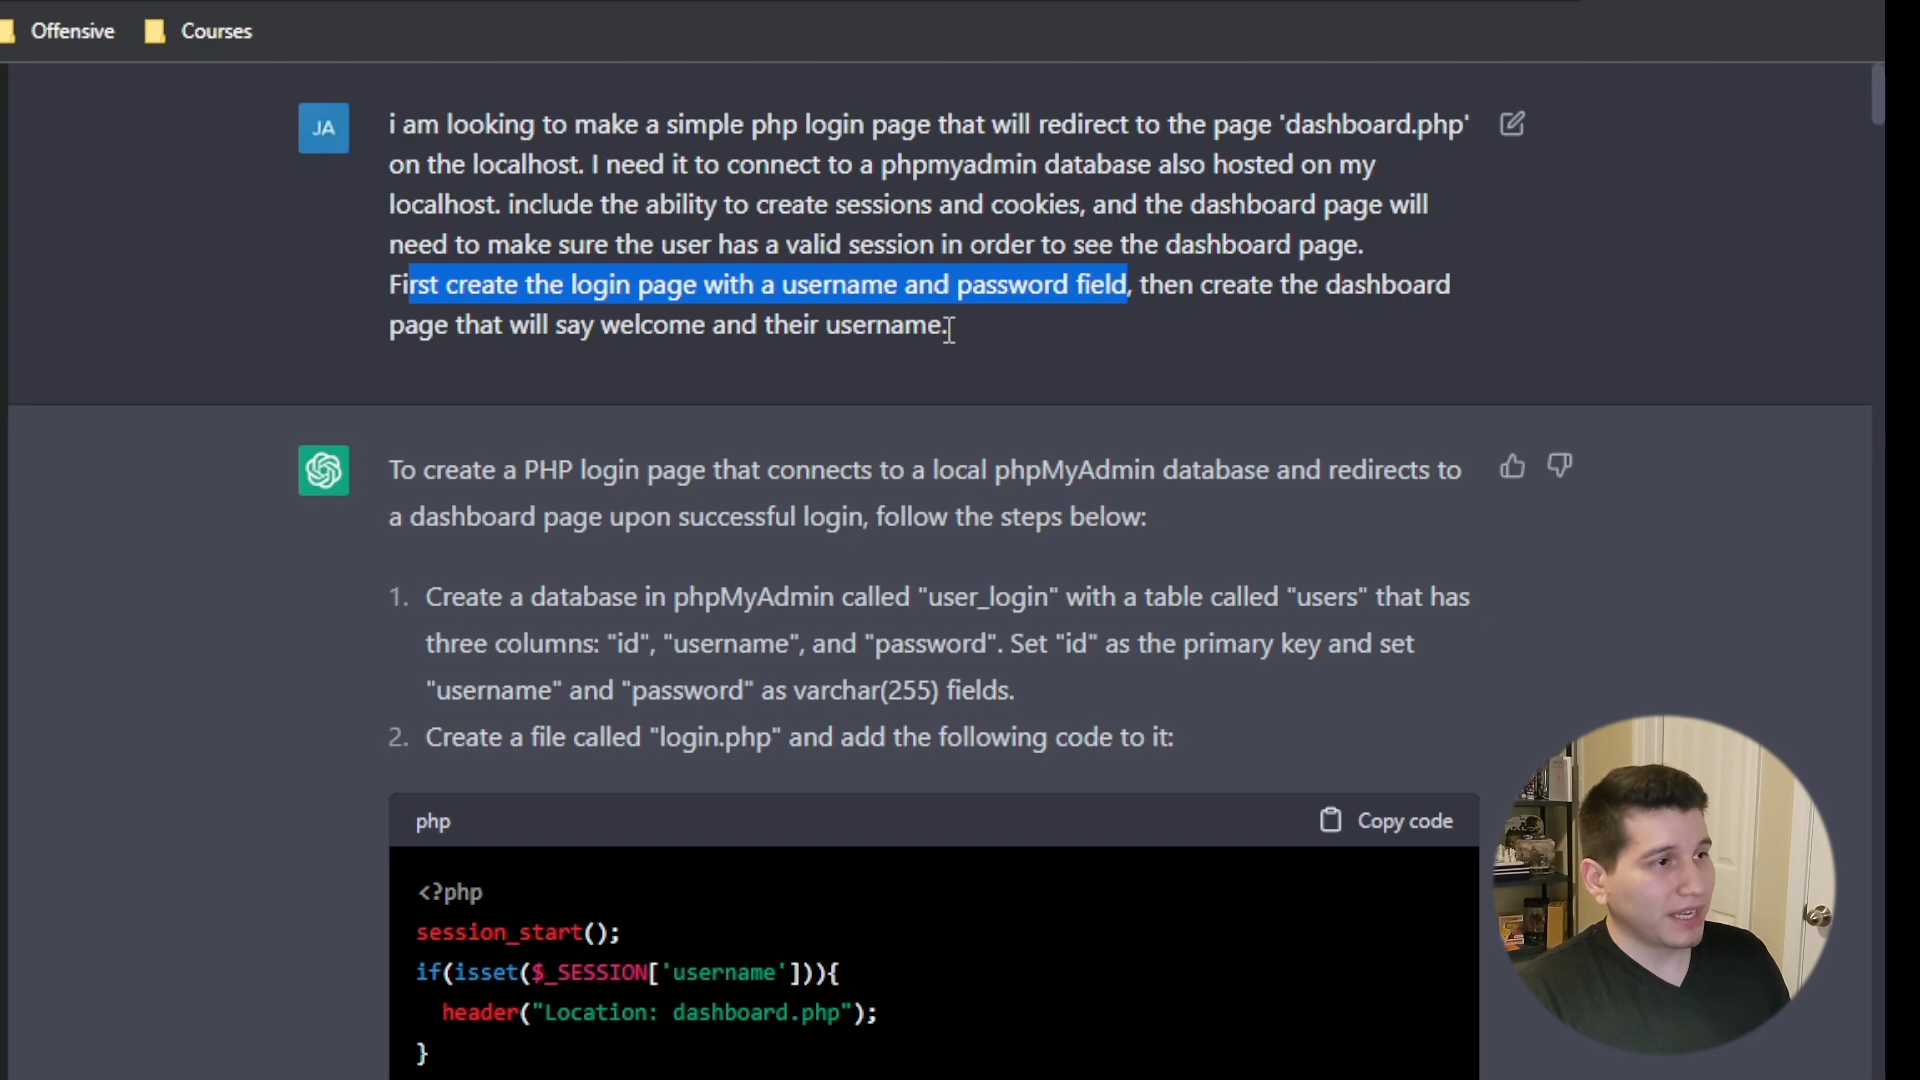 Offensive
Courses
JA
i am looking to make a simple php login page that will redirect to the page 'dashboard.php'
on the localhost. I need it to connect to a phpmyadmin database also hosted on my
localhost. include the ability to create sessions and cookies, and the dashboard page will
need to make sure the user has a valid session in order to see the dashboard page.
First create the login page with a username and password field, then create the dashboard
page that will say welcome and their username.
To create a PHP login page that connects to a local phpMyAdmin database and redirects to
a dashboard page upon successful login, follow the steps below:
1. Create a database in phpMyAdmin called "user_login" with a table called "users" that has
three columns: "id", "username", and "password". Set "id" as the primary key and set
"username" and "password" as varchar(255) fields.
2. Create a file called "login.php" and add the following code to it:
php
Copy code
<?php
session_start();
if(isset($_SESSION['username'])){
header("Location: dashboard.php");
}